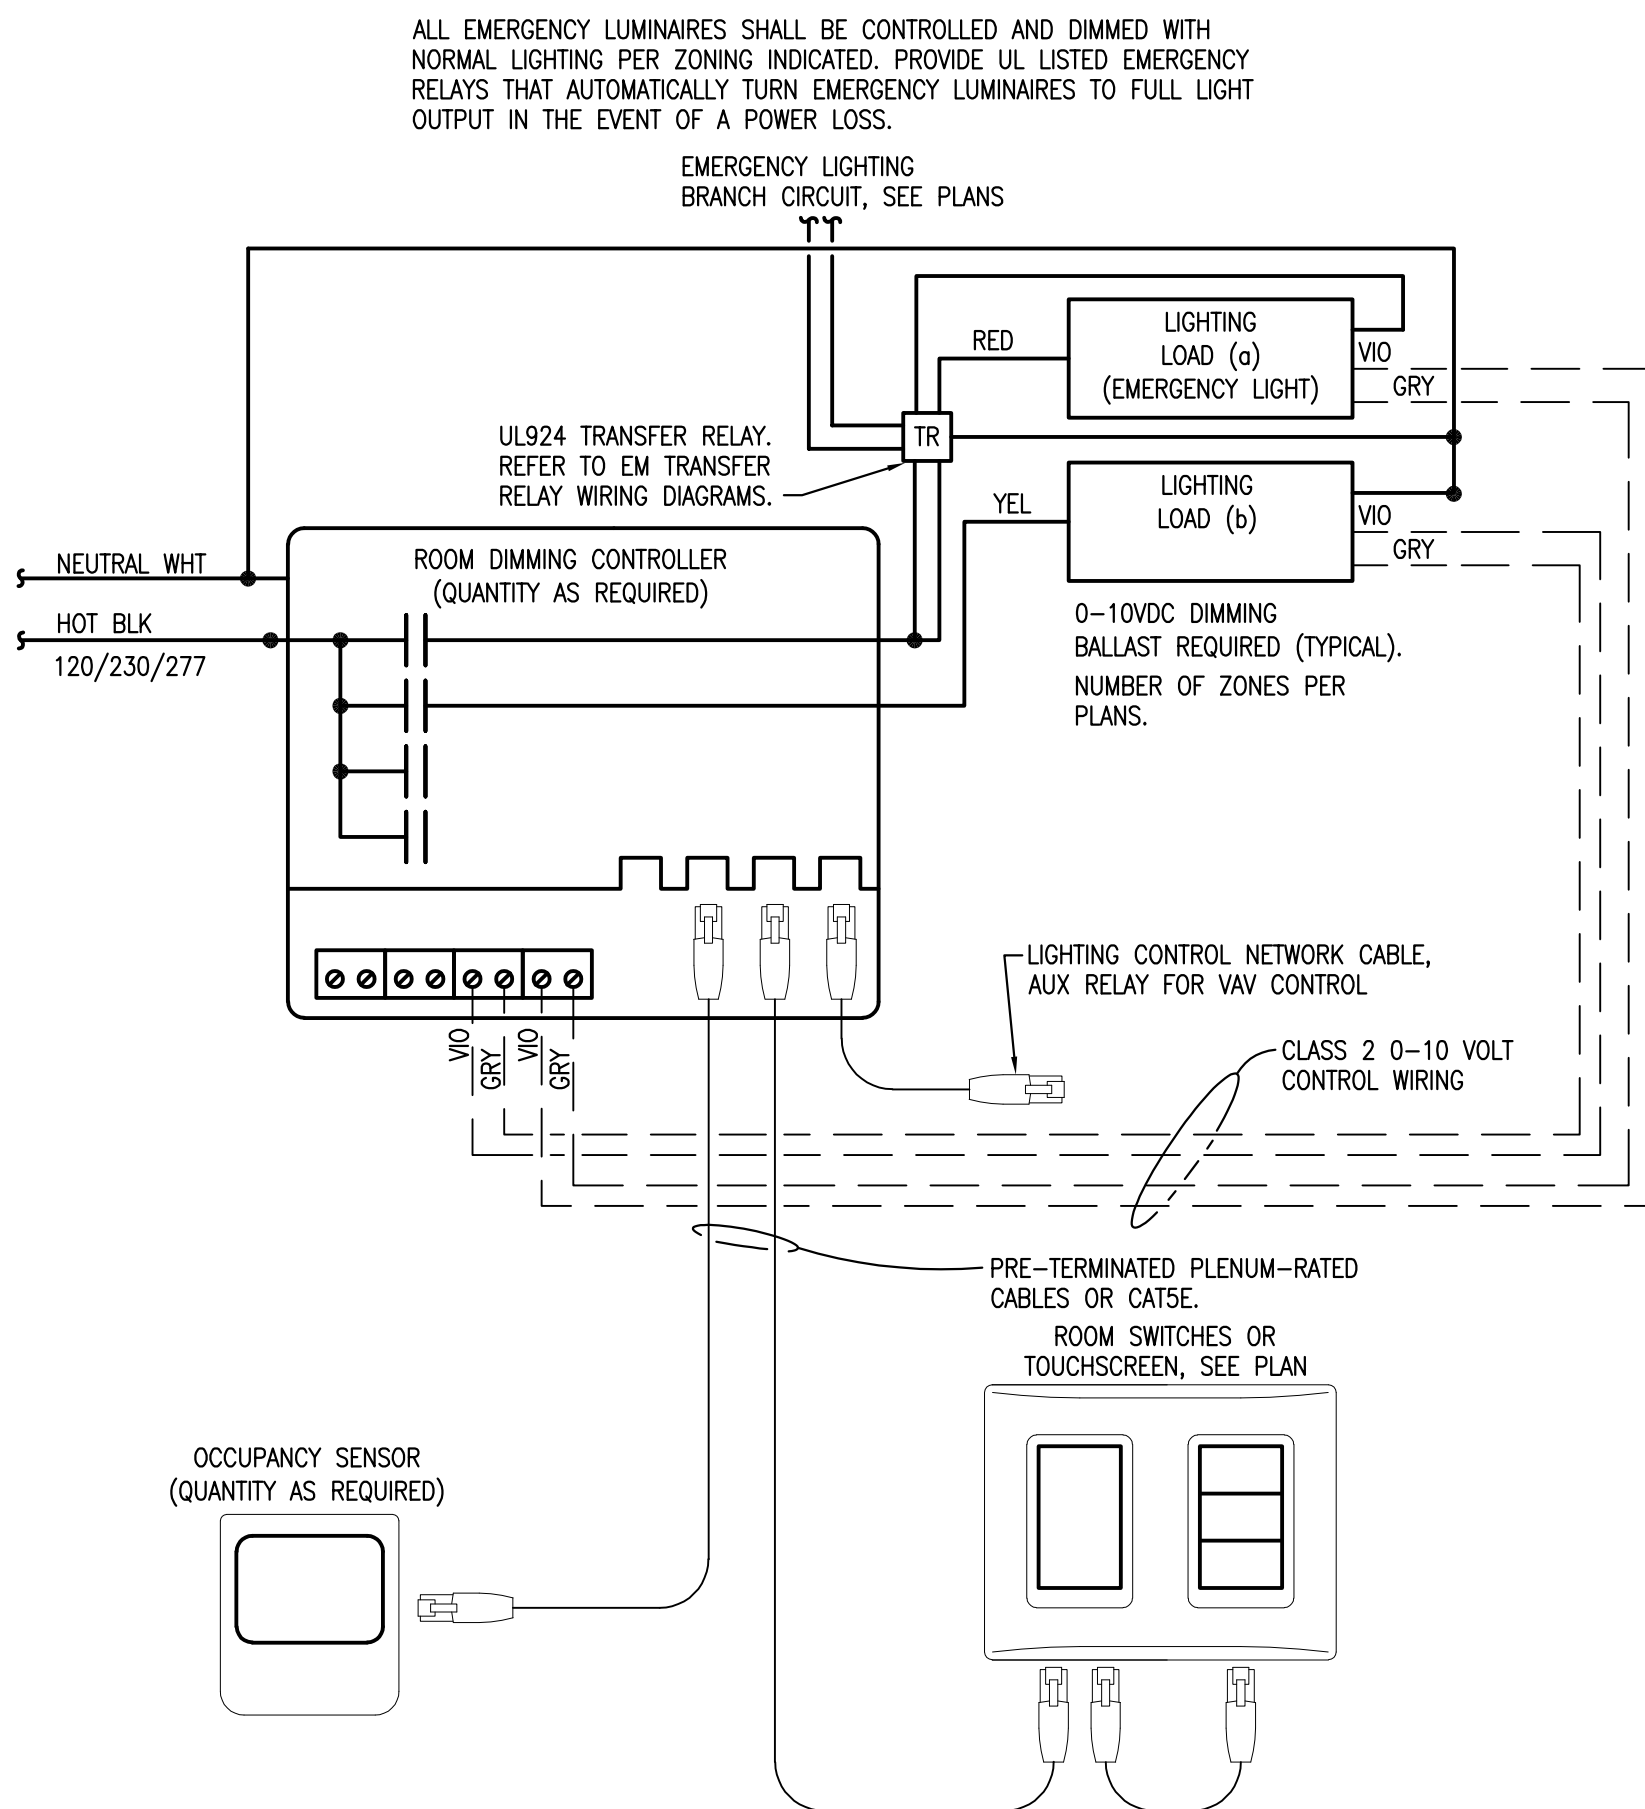 ALL EMERGENCY LUMINAIRES SHALL BE CONTROLLED AND DIMMED WITH
NORMAL LIGHTING PER ZONING INDICATED. PROVIDE UL LISTED EMERGENCY
RELAYS THAT AUTOMATICALLY TURN EMERGENCY LUMINAIRES TO FULL LIGHT
OUTPUT IN THE EVENT OF A POWER LOSS.
EMERGENCY LIGHTING
BRANCH CIRCUIT, SEE PLANS
RED
LIGHTING
LOAD (a)
(EMERGENCY LIGHT)
VIO
GRY
UL924 TRANSFER RELAY.
REFER TO EM TRANSFER
RELAY WIRING DIAGRAMS.
TR
YEL
LIGHTING
LOAD (b)
VIO
GRY
NEUTRAL WHT
HOT BLK
120/230/277
ROOM DIMMING CONTROLLER
(QUANTITY AS REQUIRED)
0-10VDC DIMMING
BALLAST REQUIRED (TYPICAL).
NUMBER OF ZONES PER
PLANS.
LIGHTING CONTROL NETWORK CABLE,
AUX RELAY FOR VAV CONTROL
VIO
GRY
VIO
GRY
CLASS 2 0-10 VOLT
CONTROL WIRING
PRE-TERMINATED PLENUM-RATED
CABLES OR CAT5E.
ROOM SWITCHES OR
TOUCHSCREEN, SEE PLAN
OCCUPANCY SENSOR
(QUANTITY AS REQUIRED)